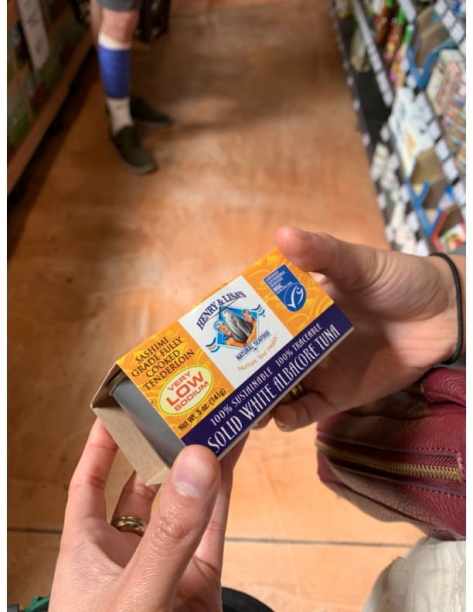 HENRY & LISA'S
NATURAL SEAFOOD
SASHIMI
GRADE FULLY
COOKED
TENDERLOIN
VERY
LOW
SODIUM
NET WT. 5 oz. (141g)
100% SUSTAINABLE 100% TRACEABLE
SOLID WHITE ALBACORE TUNA